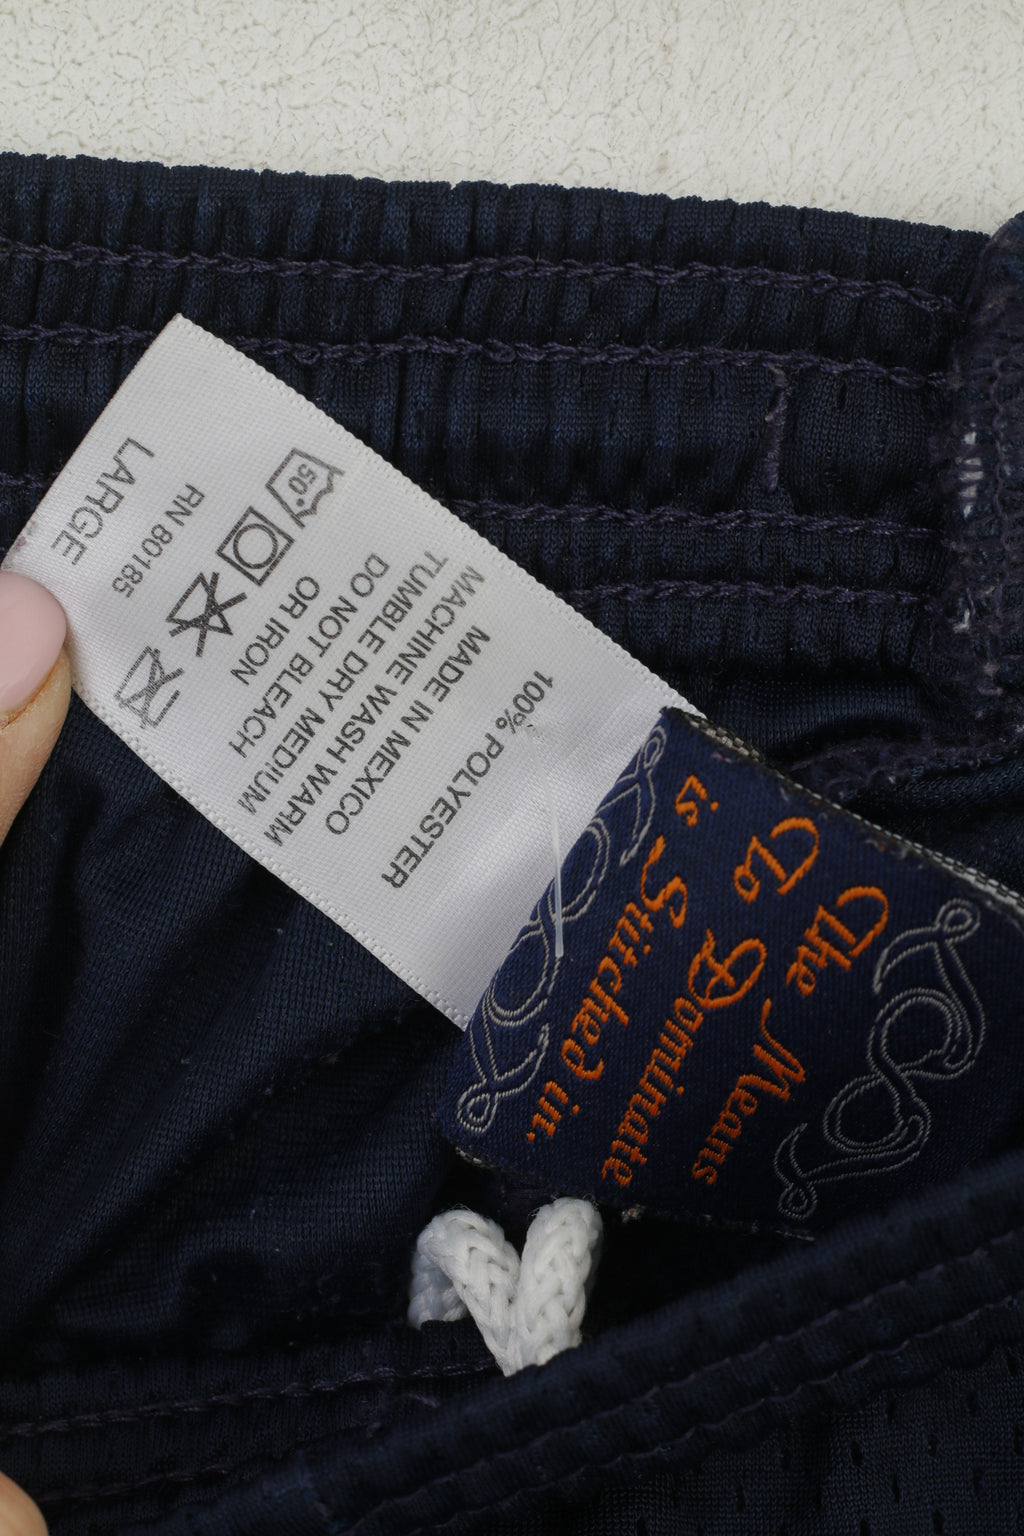 The
Means
To Dominate
is Stitched in.
100% POLYESTER
MADE IN MEXICO
MACHINE WASH WARM
TUMBLE DRY MEDIUM
DO NOT BLEACH
OR IRON
50°
RN 80185
LARGE